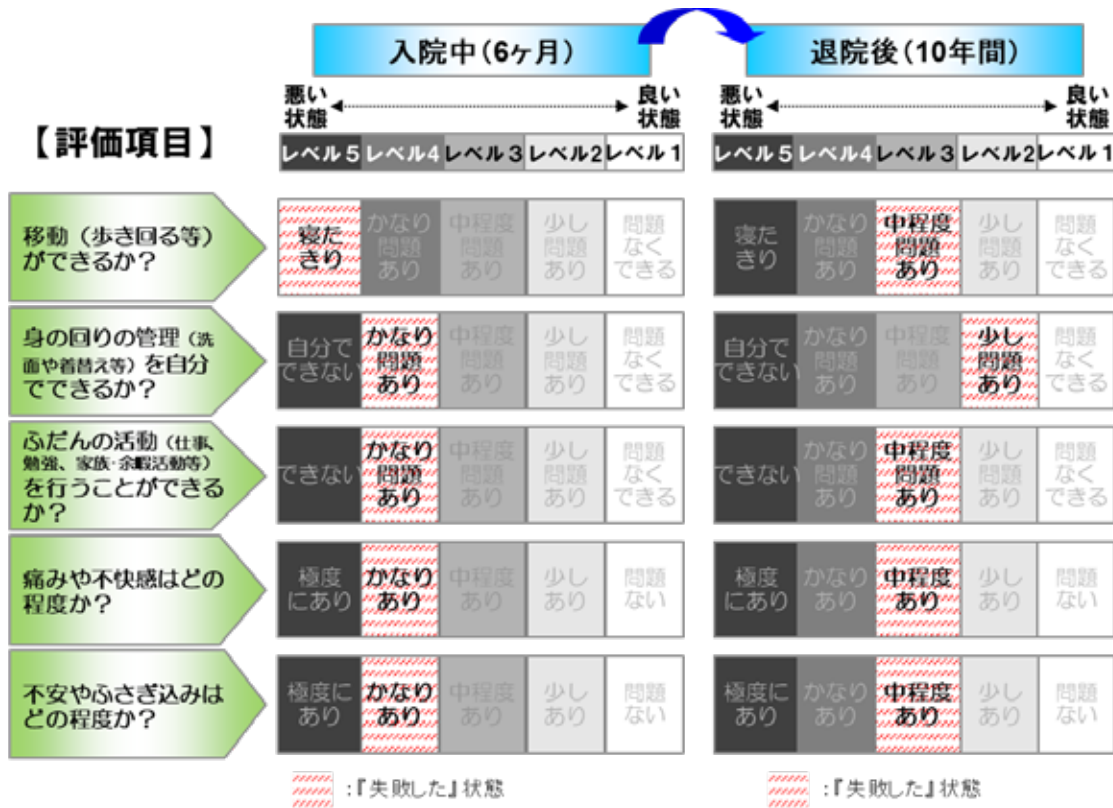 入院中(6ヶ月)
退院後(10年間)
悪い
状態
良い
状態
悪い
状態
良い
状態
【評価項目】
レベル5 レベル4 レベル3 レベル2 レベル1
レベル5 レベル4 レベル3 レベル2 レベル1
移動（歩き回る等）
ができるか？
寝た
きり
かなり
問題
あり
中程度
問題
あり
少し
問題
あり
問題
なく
できる
寝た
きり
かなり
問題
あり
中程度
問題
あり
少し
問題
あり
問題
なく
できる
身の回りの管理（洗
面や着替え等）を自分
でできるか？
自分で
できない
かなり
問題
あり
中程度
問題
あり
少し
問題
あり
問題
なく
できる
自分で
できない
かなり
問題
あり
中程度
問題
あり
少し
問題
あり
問題
なく
できる
ふだんの活動（仕事、
勉強、家族・余暇活動等）
を行うことができる
か？
できない
かなり
問題
あり
中程度
問題
あり
少し
問題
あり
問題
なく
できる
できない
かなり
問題
あり
中程度
問題
あり
少し
問題
あり
問題
なく
できる
痛みや不快感はどの
程度か？
極度
にあり
かなり
あり
中程度
あり
少し
あり
問題
ない
極度
にあり
かなり
あり
中程度
あり
少し
あり
問題
ない
不安やふさぎ込みは
どの程度か？
極度に
あり
かなり
あり
中程度
あり
少し
あり
問題
ない
極度に
あり
かなり
あり
中程度
あり
少し
あり
問題
ない
:『失敗した』状態
:『失敗した』状態